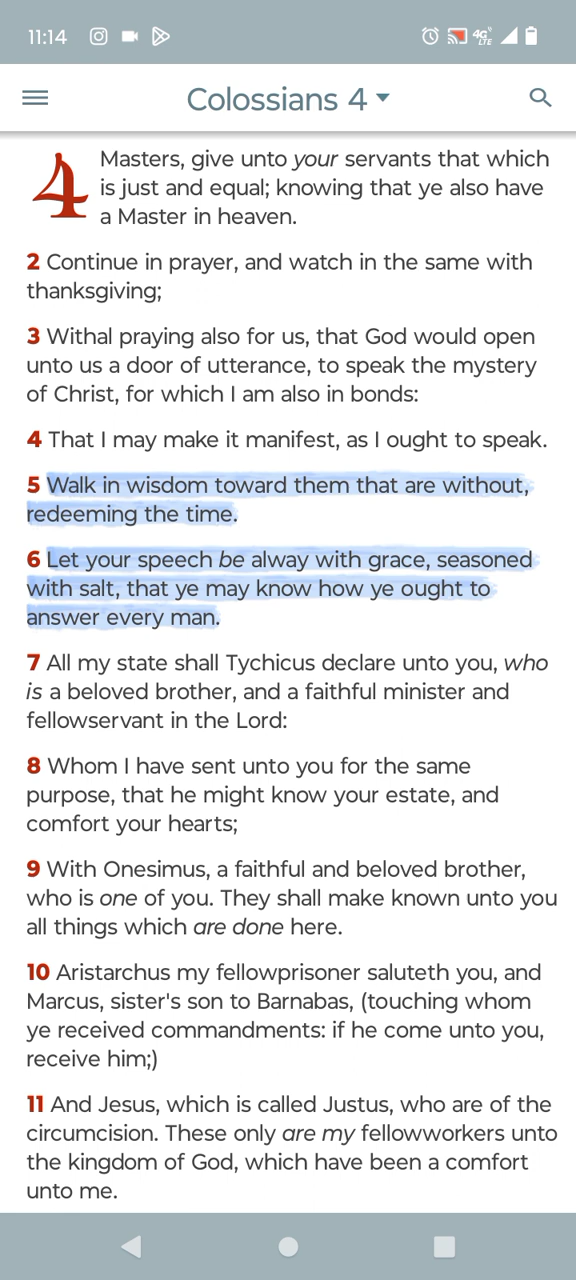 11:14
4G
LTE
Colossians 4
4 Masters, give unto your servants that which
is just and equal; knowing that ye also have
a Master in heaven.
2 Continue in prayer, and watch in the same with
thanksgiving;
3 Withal praying also for us, that God would open
unto us a door of utterance, to speak the mystery
of Christ, for which I am also in bonds:
4 That I may make it manifest, as I ought to speak.
5 Walk in wisdom toward them that are without,
redeeming the time.
6 Let your speech be alway with grace, seasoned
with salt, that ye may know how ye ought to
answer every man.
7 All my state shall Tychicus declare unto you, who
is a beloved brother, and a faithful minister and
fellowservant in the Lord:
8 Whom I have sent unto you for the same
purpose, that he might know your estate, and
comfort your hearts;
9 With Onesimus, a faithful and beloved brother,
who is one of you. They shall make known unto you
all things which are done here.
10 Aristarchus my fellowprisoner saluteth you, and
Marcus, sister's son to Barnabas, (touching whom
ye received commandments: if he come unto you,
receive him;)
11 And Jesus, which is called Justus, who are of the
circumcision. These only are my fellowworkers unto
the kingdom of God, which have been a comfort
unto me.